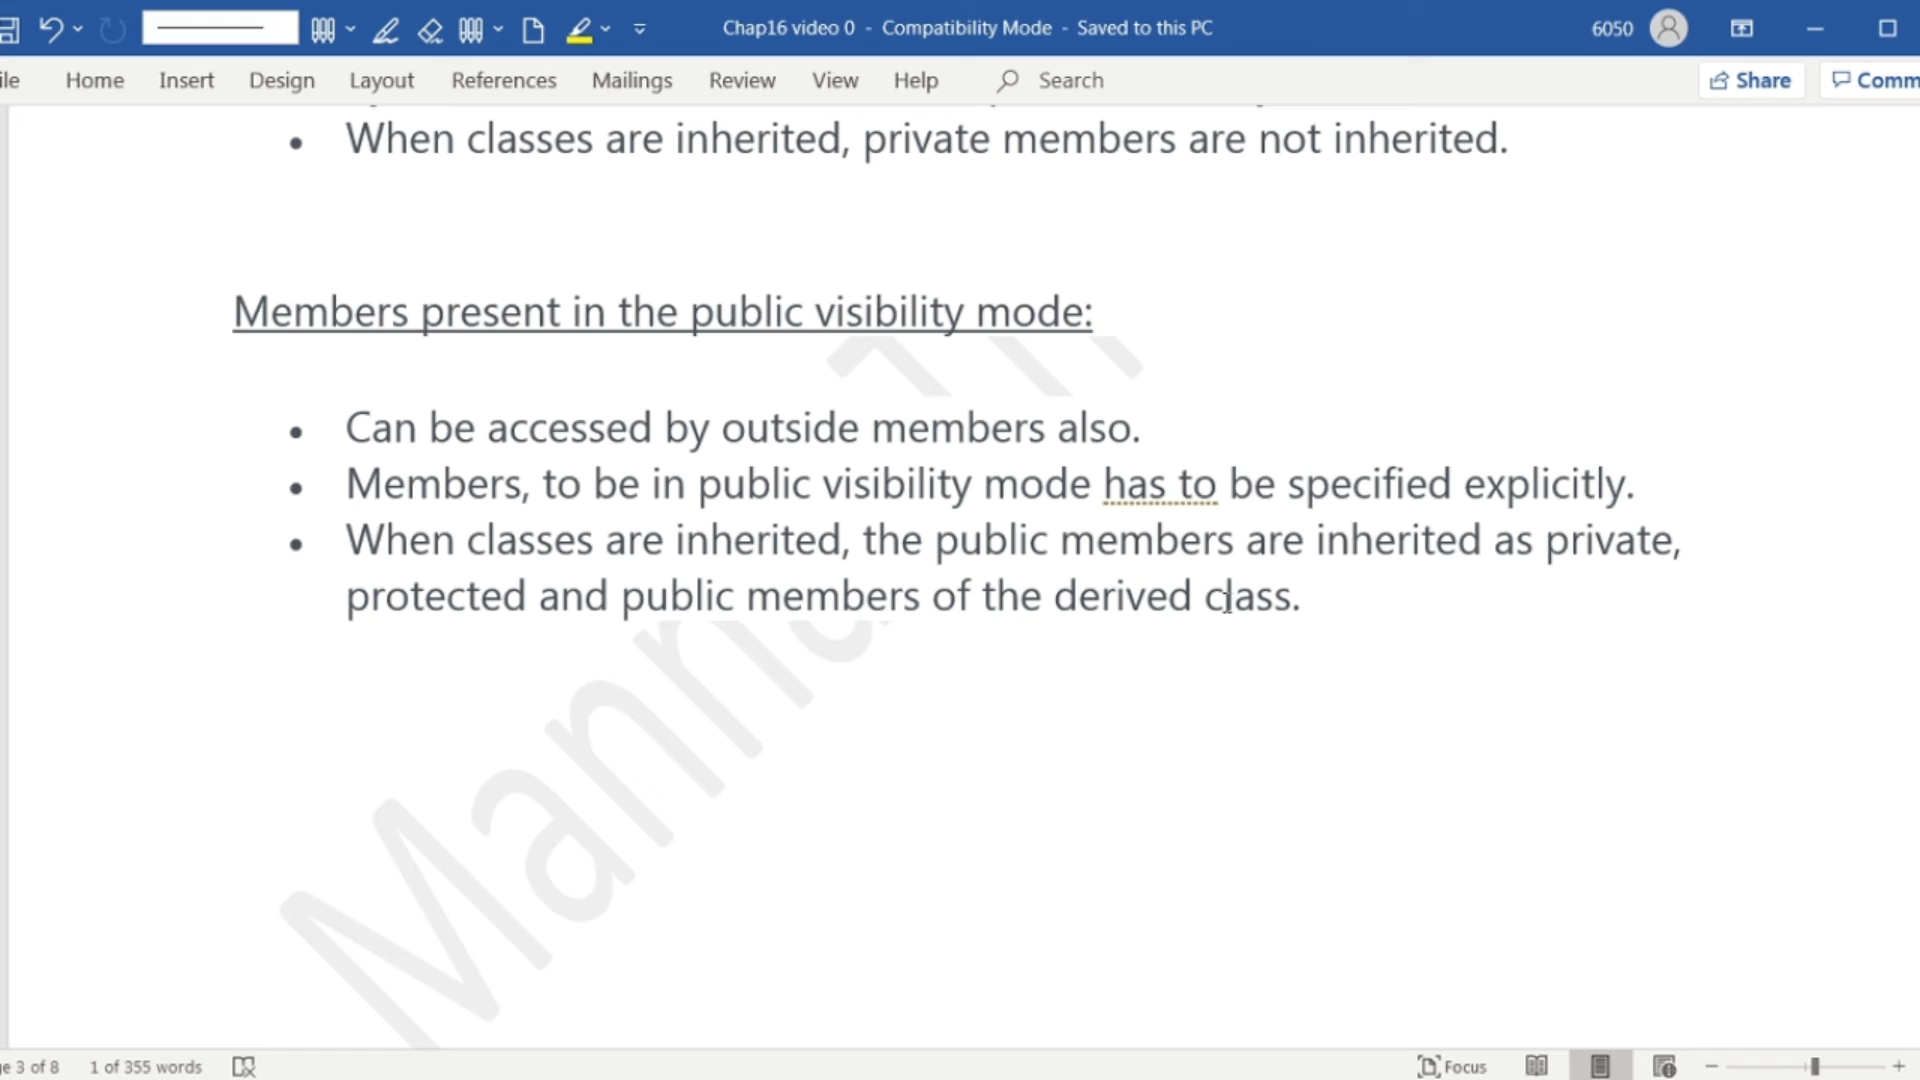 Chap16 video 0 - Compatibility Mode - Saved to this PC
6050
Home Insert Design Layout References Mailings Review View Help Search Share
• When classes are inherited, private members are not inherited.
Members present in the public visibility mode:
• Can be accessed by outside members also.
• Members, to be in public visibility mode has to be specified explicitly.
• When classes are inherited, the public members are inherited as private,
protected and public members of the derived class.
3 of 8 1 of 355 words Focus